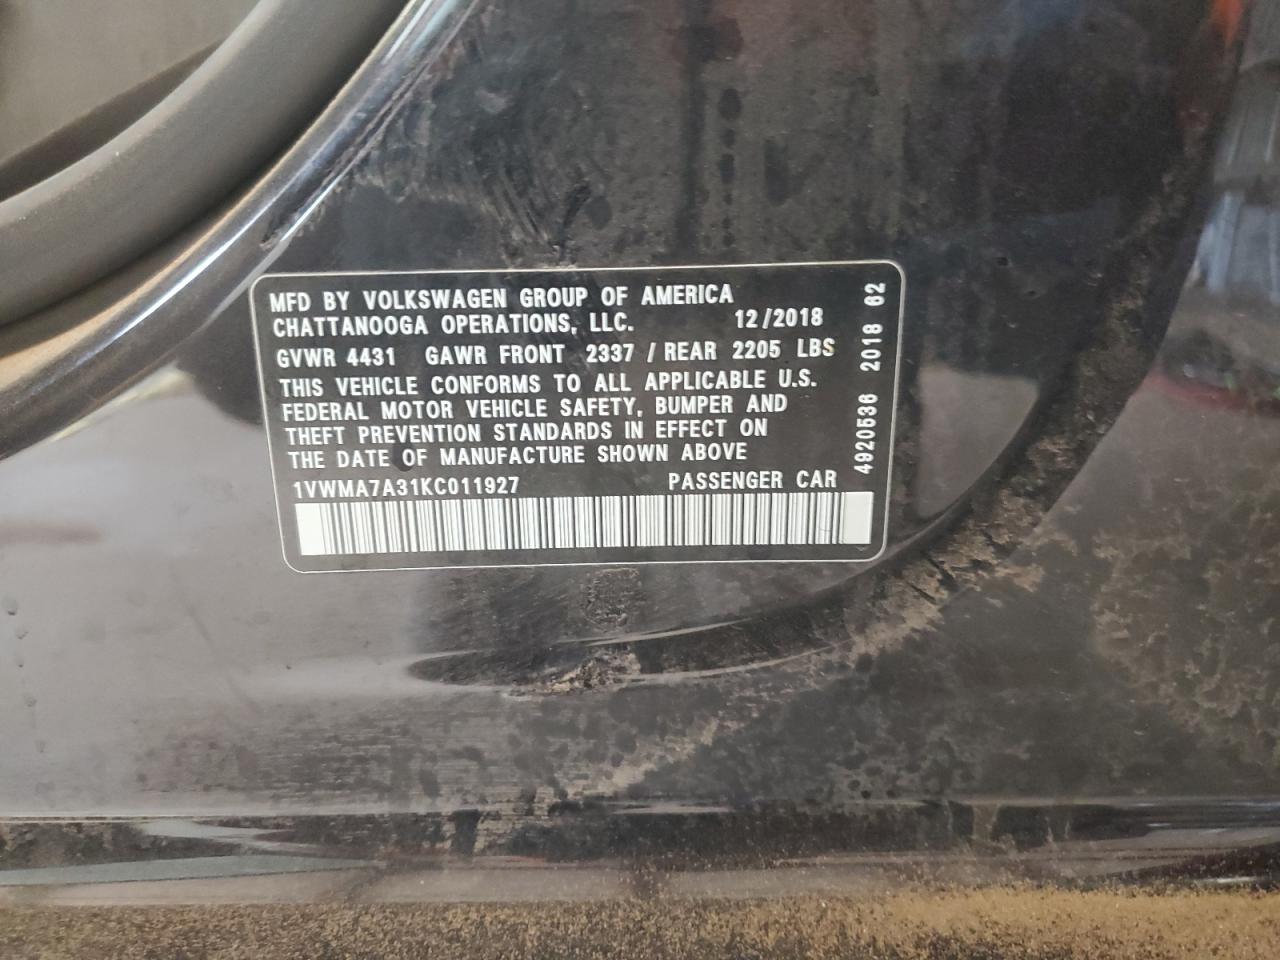 MFD BY VOLKSWAGEN GROUP OF AMERICA
CHATTANOOGA OPERATIONS, LLC. 12/2018
GVWR 4431 GAWR FRONT 2337 / REAR 2205 LBS
THIS VEHICLE CONFORMS TO ALL APPLICABLE U.S.
FEDERAL MOTOR VEHICLE SAFETY, BUMPER AND
THEFT PREVENTION STANDARDS IN EFFECT ON
THE DATE OF MANUFACTURE SHOWN ABOVE
1VWMA7A31KC011927 PASSENGER CAR
4920536 2018 62